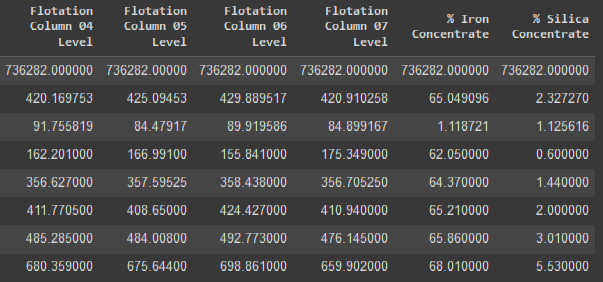 Flotation Flotation Flotation Flotation
Column 04 Column 05 Column 06 Column 07 % Iron % Silica
Level Level Level Level Concentrate Concentrate
736282.000000 736282.00000 736282.000000 736282.000000 736282.000000 736282.000000
420.169753 425.09453 429.889517 420.910258 65.049096 2.327270
91.755819 84.47917 89.919586 84.899167 1.118721 1.125616
162.201000 166.99100 155.841000 175.349000 62.050000 0.600000
356.627000 357.59525 358.438000 356.705250 64.370000 1.440000
411.770500 408.65000 424.427000 410.940000 65.210000 2.000000
485.285000 484.00800 492.773000 476.145000 65.860000 3.010000
680.359000 675.64400 698.861000 659.902000 68.010000 5.530000